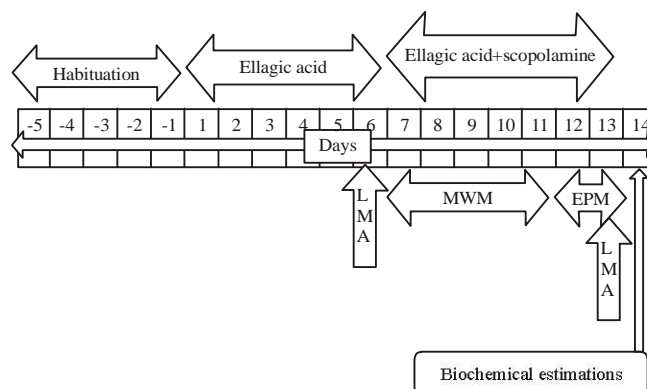 Habituation
Ellagic acid
Ellagic acid+scopolamine
-5 -4 -3 -2 -1 1 2 3 4 5 6 7 8 9 10 11 12 13 14
Days
L
M
A
MWM
EPM
L
M
A
Biochemical estimations